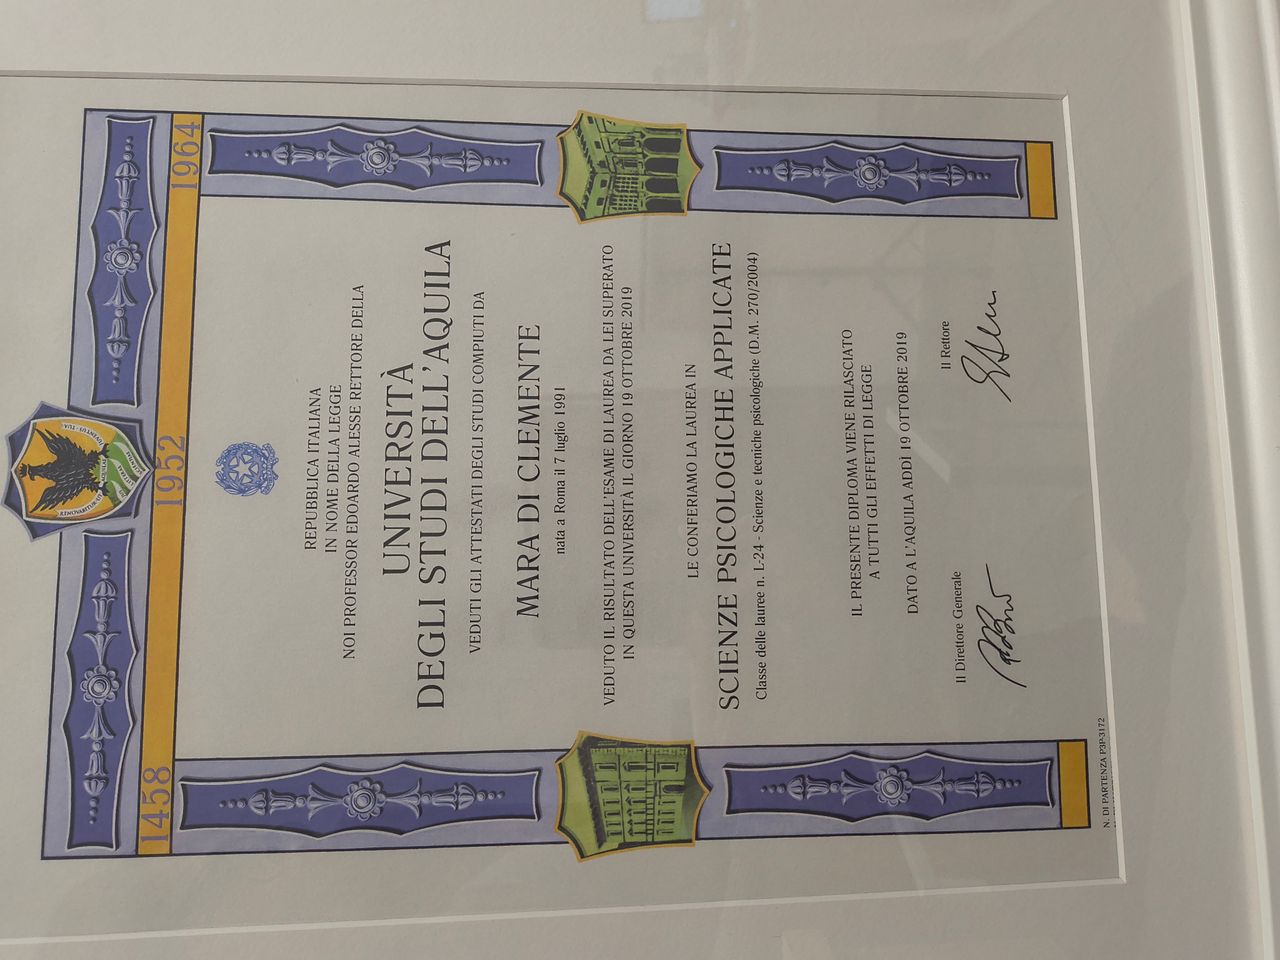 1458 1952 1964
REPUBBLICA ITALIANA
IN NOME DELLA LEGGE
NOI PROFESSOR EDOARDO ALESSE RETTORE DELLA
UNIVERSITÀ
DEGLI STUDI DELL'AQUILA
VEDUTI GLI ATTESTATI DEGLI STUDI COMPIUTI DA
MARA DI CLEMENTE
nata a Roma il 7 luglio 1991
VEDUTO IL RISULTATO DELL'ESAME DI LAUREA DA LEI SUPERATO
IN QUESTA UNIVERSITÀ IL GIORNO 19 OTTOBRE 2019
LE CONFERIAMO LA LAUREA IN
SCIENZE PSICOLOGICHE APPLICATE
Classe delle lauree n. L-24 - Scienze e tecniche psicologiche (D.M. 270/2004)
IL PRESENTE DIPLOMA VIENE RILASCIATO
A TUTTI GLI EFFETTI DI LEGGE
DATO A L'AQUILA ADDÌ 19 OTTOBRE 2019
Il Direttore Generale Il Rettore
N. DI PARTENZA P3P-3172